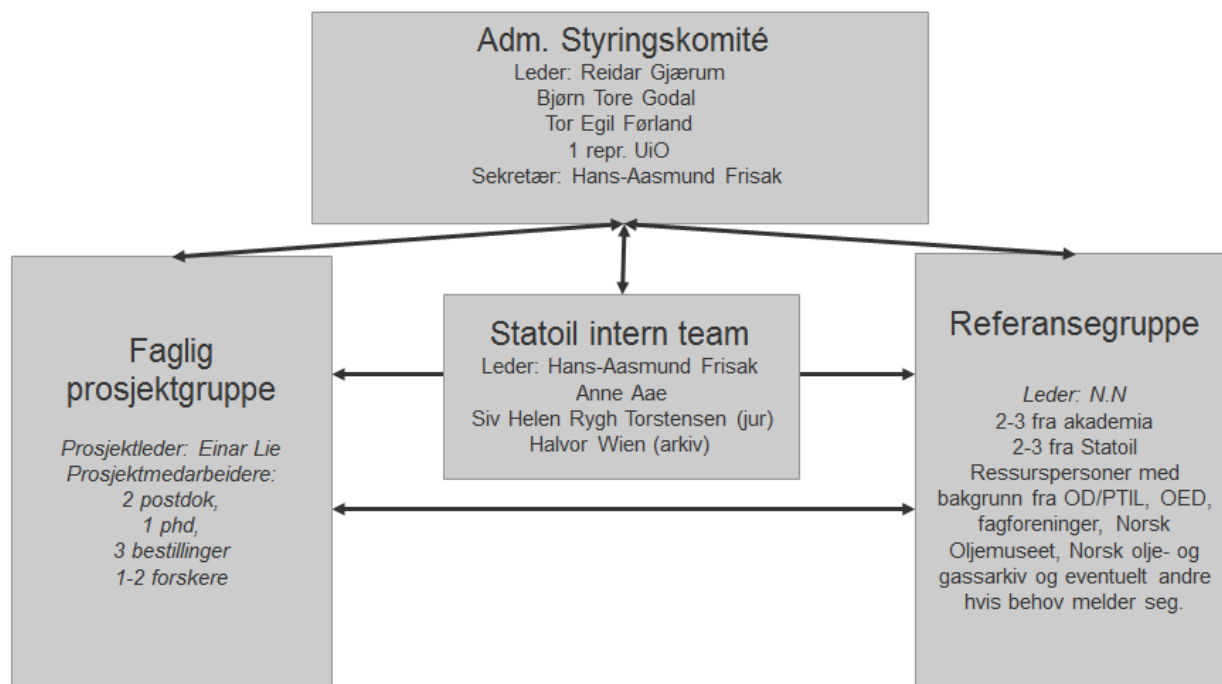 Adm. Styringskomité
Leder: Reidar Gjærum
Bjørn Tore Godal
Tor Egil Førland
1 repr. UiO
Sekretær: Hans-Aasmund Frisak
Faglig
prosjektgruppe
Prosjektleder: Einar Lie
Prosjektmedarbeidere:
2 postdok,
1 phd,
3 bestillinger
1-2 forskere
Statoil intern team
Leder: Hans-Aasmund Frisak
Anne Aae
Siv Helen Rygh Torstensen (jur)
Halvor Wien (arkiv)
Referansegruppe
Leder: N.N
2-3 fra akademia
2-3 fra Statoil
Ressurspersoner med
bakgrunn fra OD/PTIL, OED,
fagforeninger, Norsk
Oljemuseet, Norsk olje- og
gassarkiv og eventuelt andre
hvis behov melder seg.